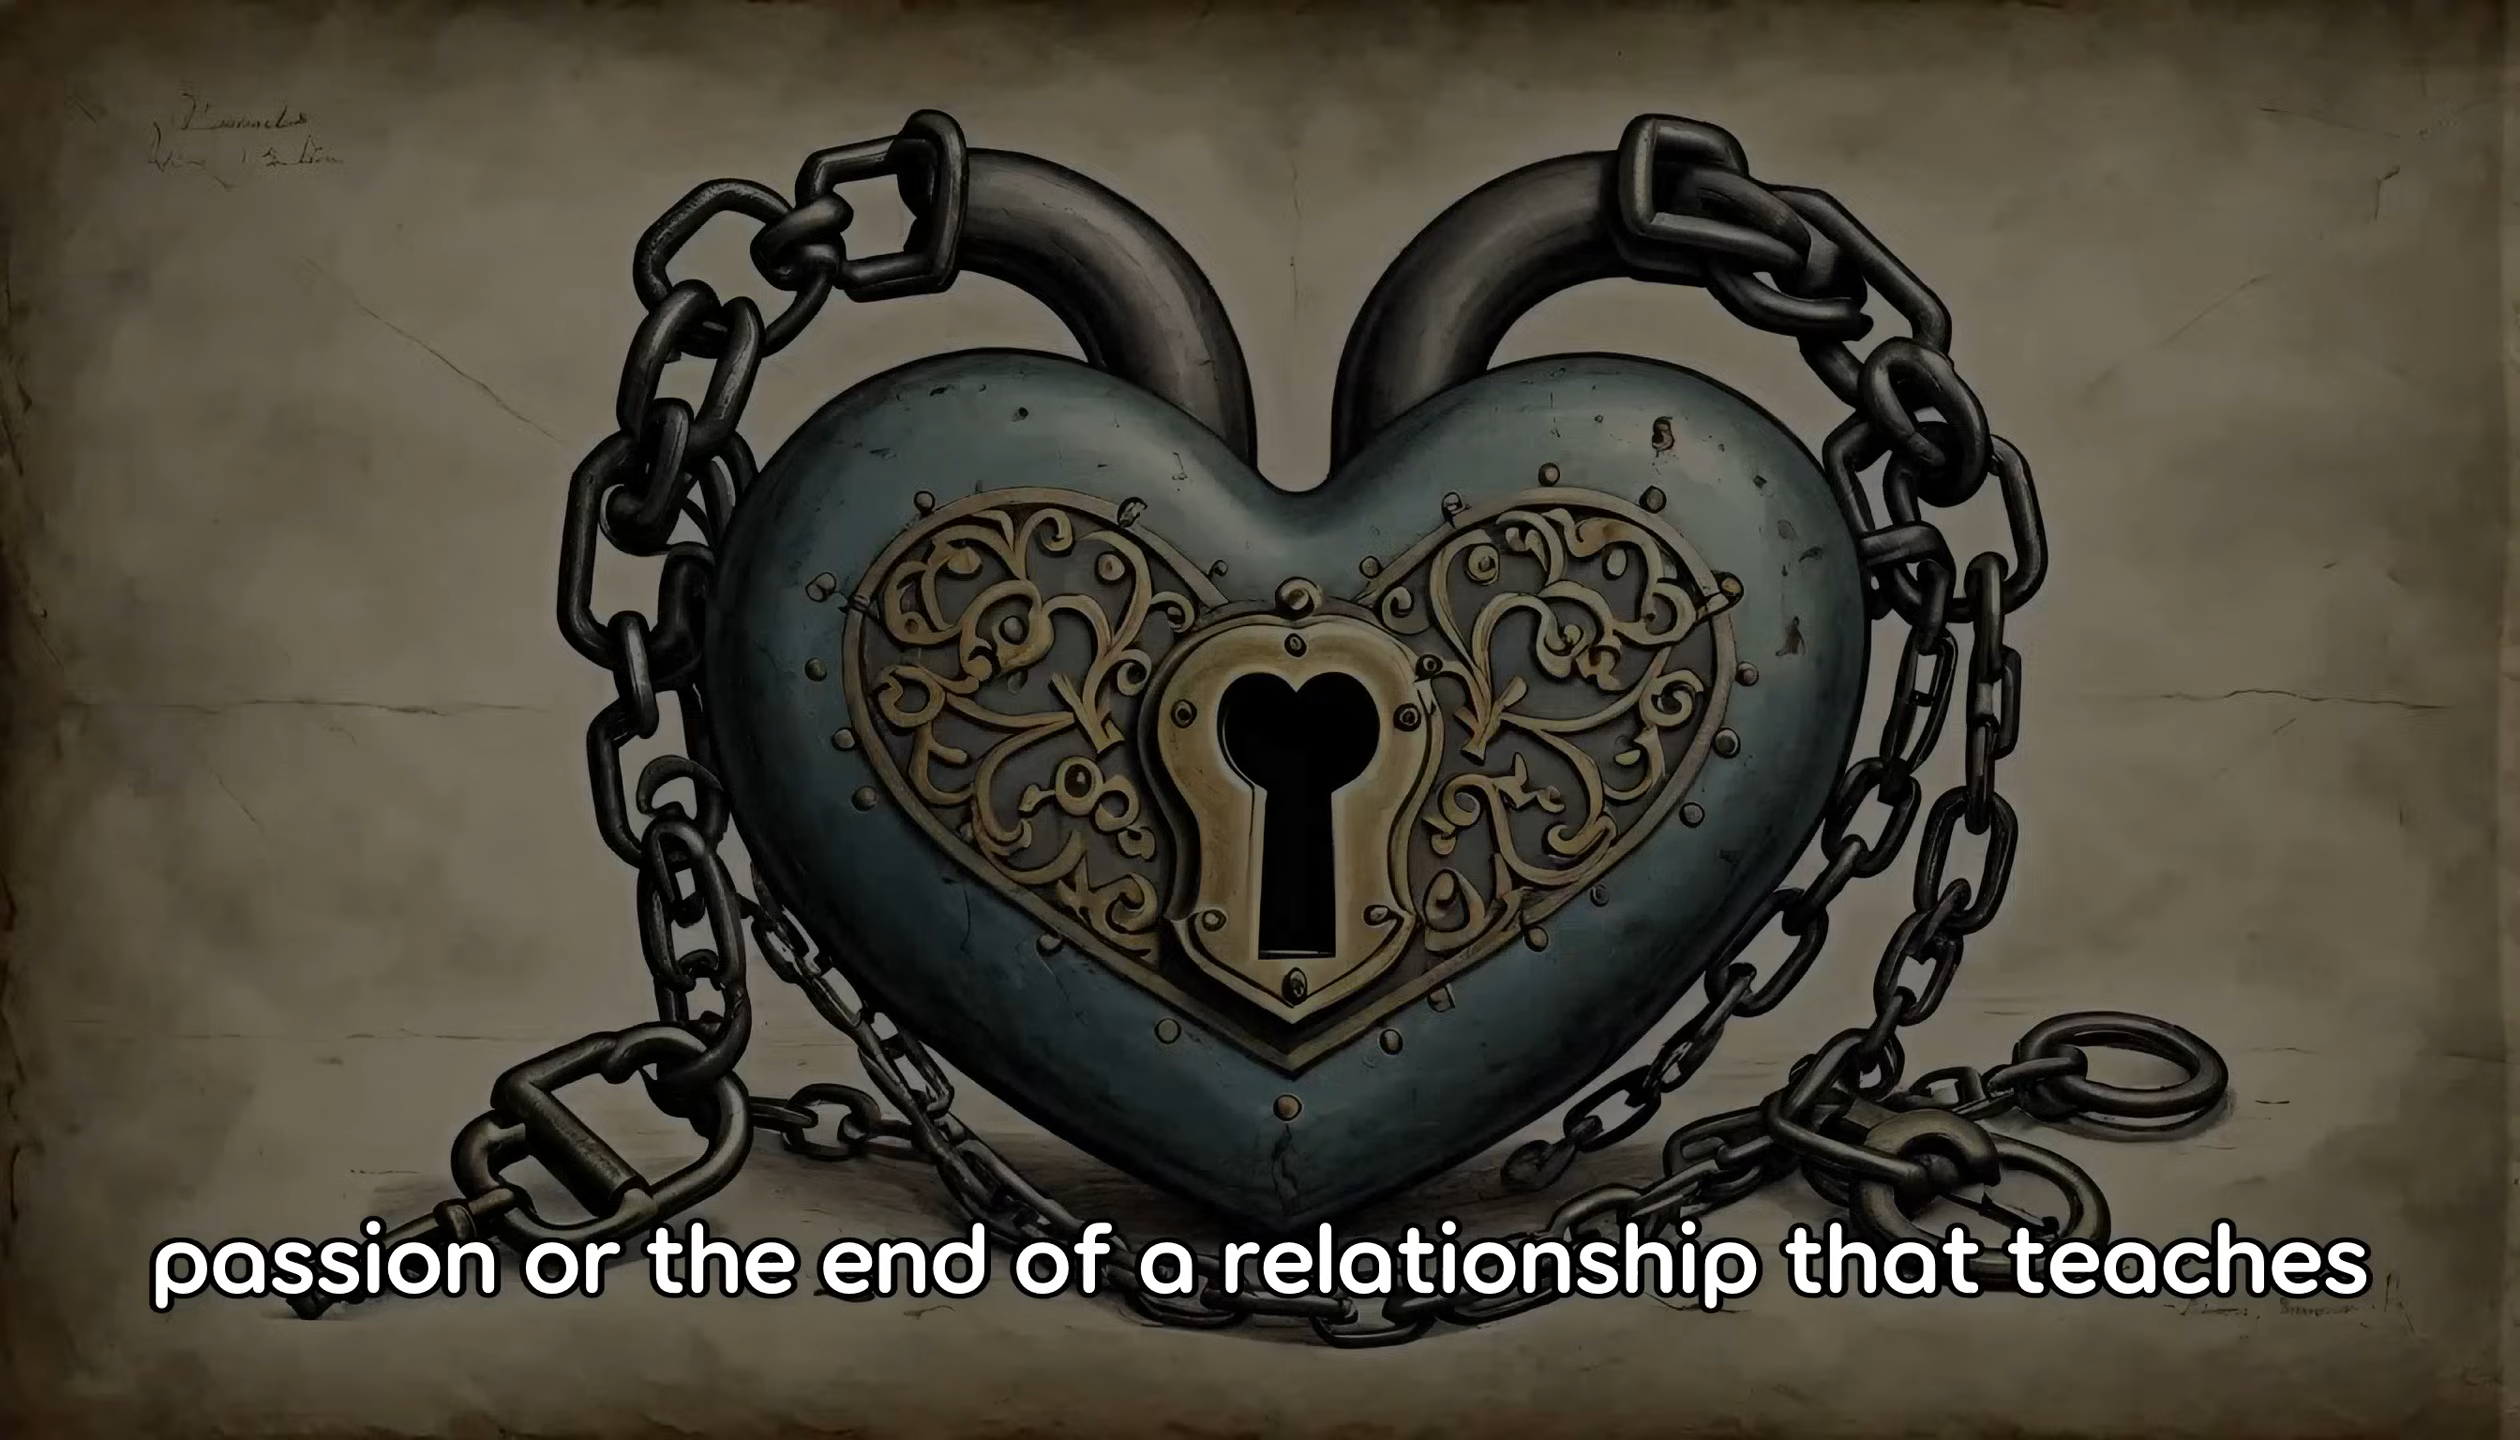 passion or the end of a relationship that teaches